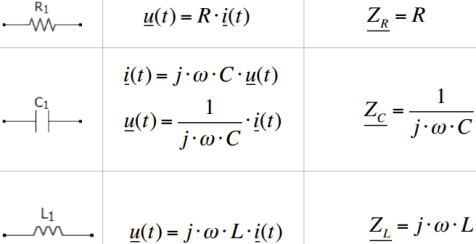 R₁ u(t) = R · i(t) Z_R = R
i(t) = j · ω · C · u(t)
C₁ u(t) = 1/(j · ω · C) · i(t) Z_C = 1/(j · ω · C)
L₁ u(t) = j · ω · L · i(t) Z_L = j · ω · L